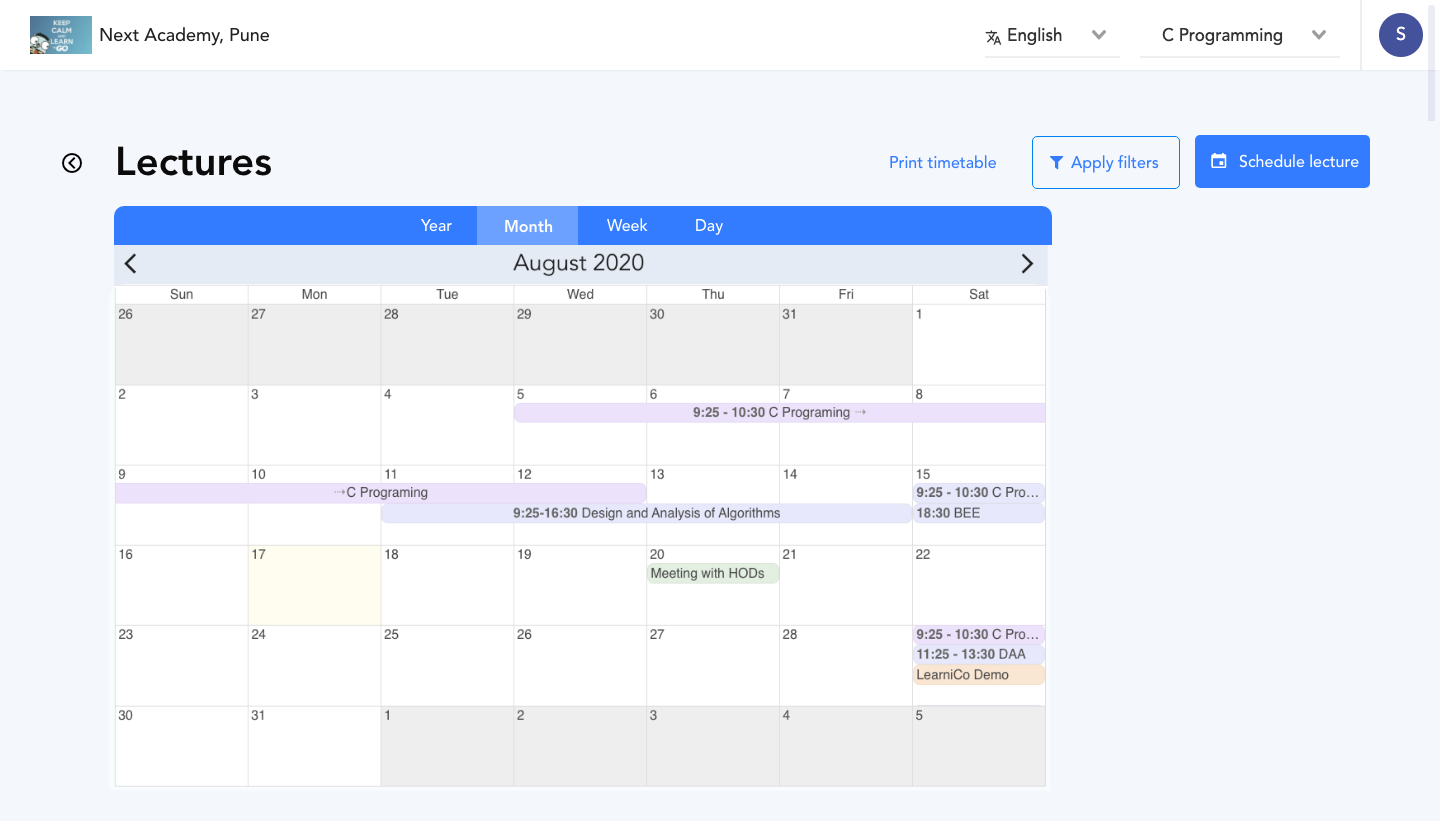 KEEP
CALM
AND
LEARN
TO GO
Next Academy, Pune
English
C Programming
S
Lectures
Print timetable
Apply filters
Schedule lecture
Year Month Week Day
August 2020
Sun Mon Tue Wed Thu Fri Sat
26 27 28 29 30 31 1
2 3 4 5 6 7 8
9:25 - 10:30 C Programing ⇢
9 10 11 12 13 14 15
⇢C Programing
9:25 - 10:30 C Pro...
9:25-16:30 Design and Analysis of Algorithms
18:30 BEE
16 17 18 19 20 21 22
Meeting with HODs
23 24 25 26 27 28
9:25 - 10:30 C Pro...
11:25 - 13:30 DAA
LearniCo Demo
30 31 1 2 3 4 5